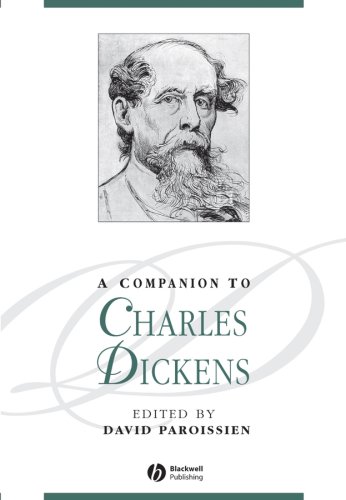 A COMPANION TO
CHARLES
DICKENS
EDITED BY
DAVID PAROISSIEN
Blackwell
Publishing